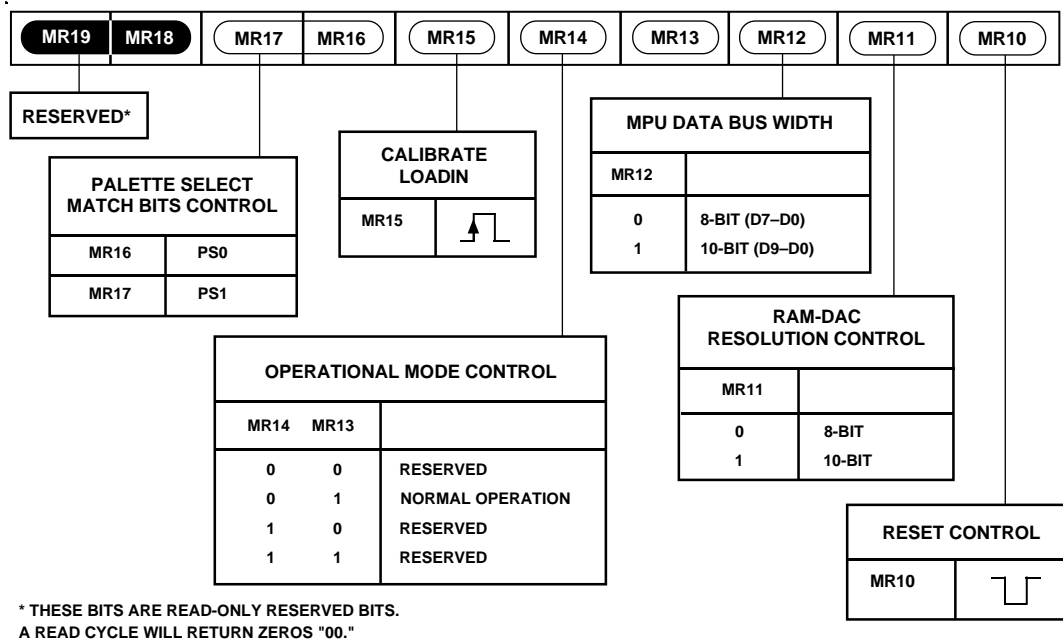 MR19 MR18 MR17 MR16 MR15 MR14 MR13 MR12 MR11 MR10
RESERVED*
PALETTE SELECT
MATCH BITS CONTROL
MR16 PS0
MR17 PS1
CALIBRATE
LOADIN
MR15
OPERATIONAL MODE CONTROL
MR14 MR13
0 0 RESERVED
0 1 NORMAL OPERATION
1 0 RESERVED
1 1 RESERVED
MPU DATA BUS WIDTH
MR12
0 8-BIT (D7–D0)
1 10-BIT (D9–D0)
RAM-DAC
RESOLUTION CONTROL
MR11
0 8-BIT
1 10-BIT
RESET CONTROL
MR10
* THESE BITS ARE READ-ONLY RESERVED BITS.
A READ CYCLE WILL RETURN ZEROS "00."